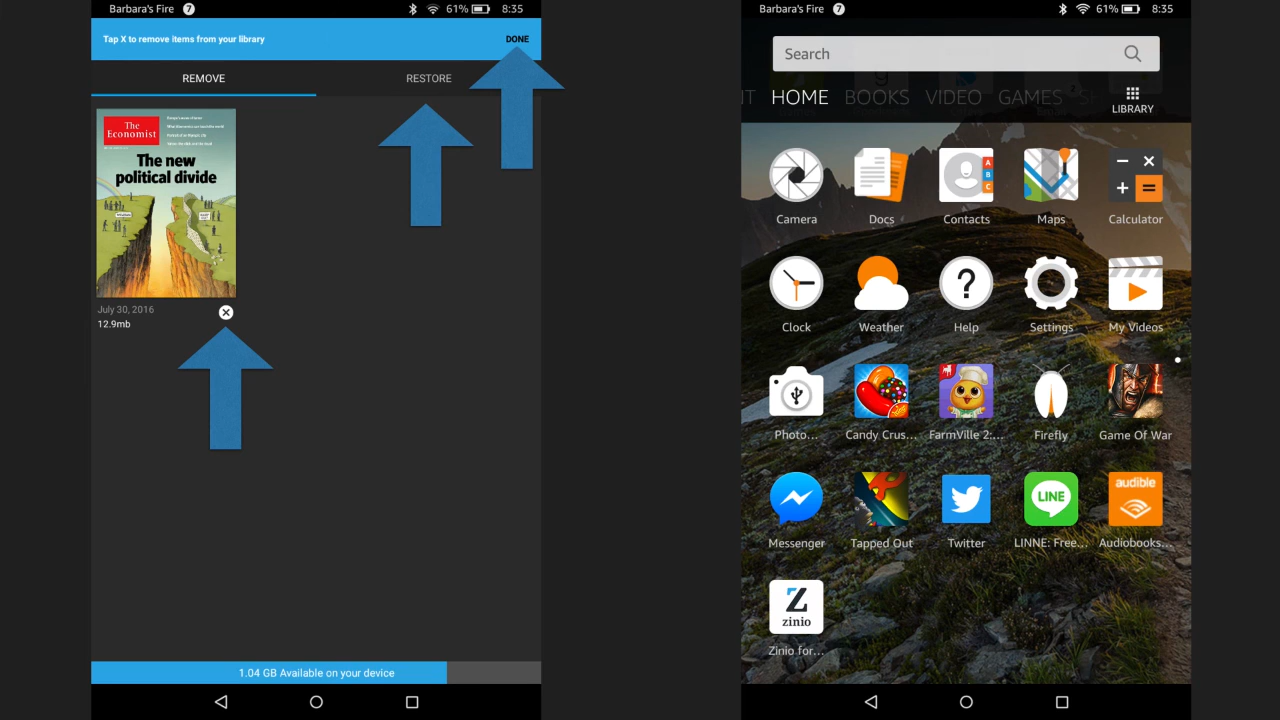 Barbara's Fire 7 61% 8:35
Tap X to remove items from your library DONE
REMOVE RESTORE
The
Economist
The new
political divide
July 30, 2016
12.9mb
1.04 GB Available on your device
Barbara's Fire 7 61% 8:35
Search
HOME BOOKS VIDEO GAMES
LIBRARY
Camera Docs Contacts Maps Calculator
A
B
C
Clock Weather Help Settings My Videos
Photo... Candy Crus... FarmVille 2:... Firefly Game Of War
LINE audible
Messenger Tapped Out Twitter LINNE: Free... Audiobooks...
Z
zinio
Zinio for...